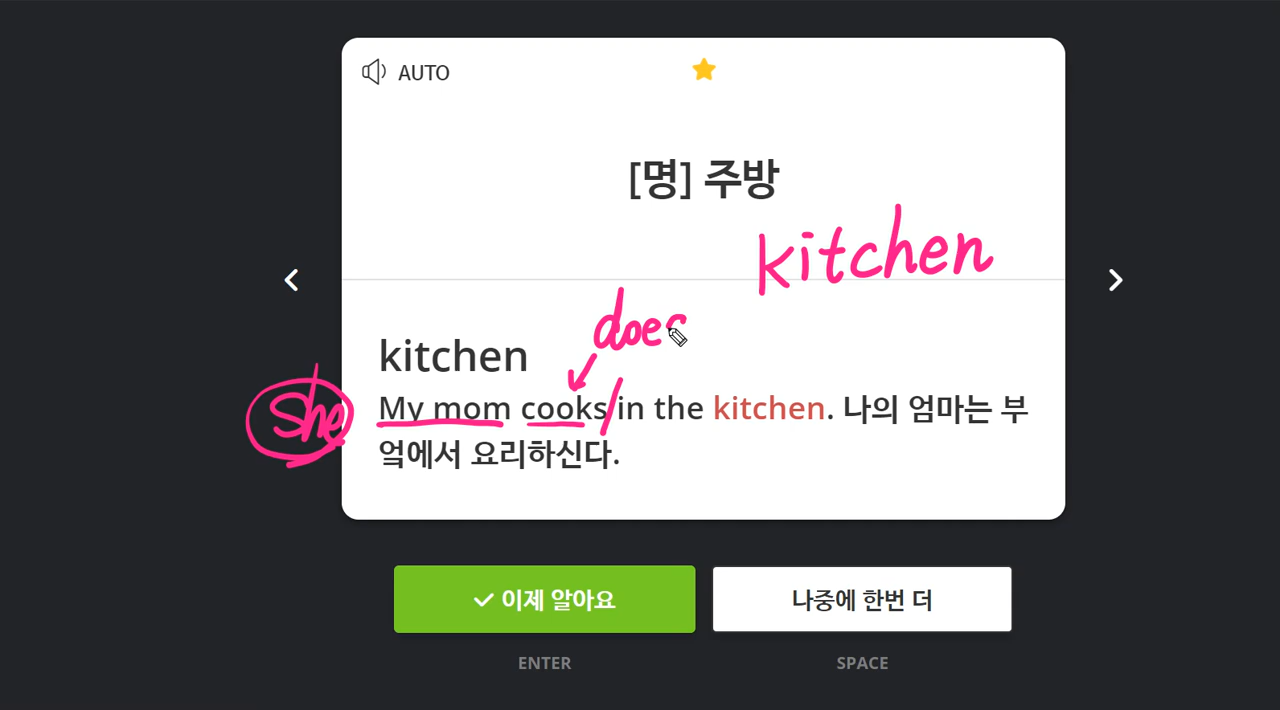 AUTO
[명] 주방
kitchen
does
kitchen
She
My mom cooks in the kitchen. 나의 엄마는 부
엌에서 요리하신다.
이제 알아요
나중에 한번 더
ENTER
SPACE